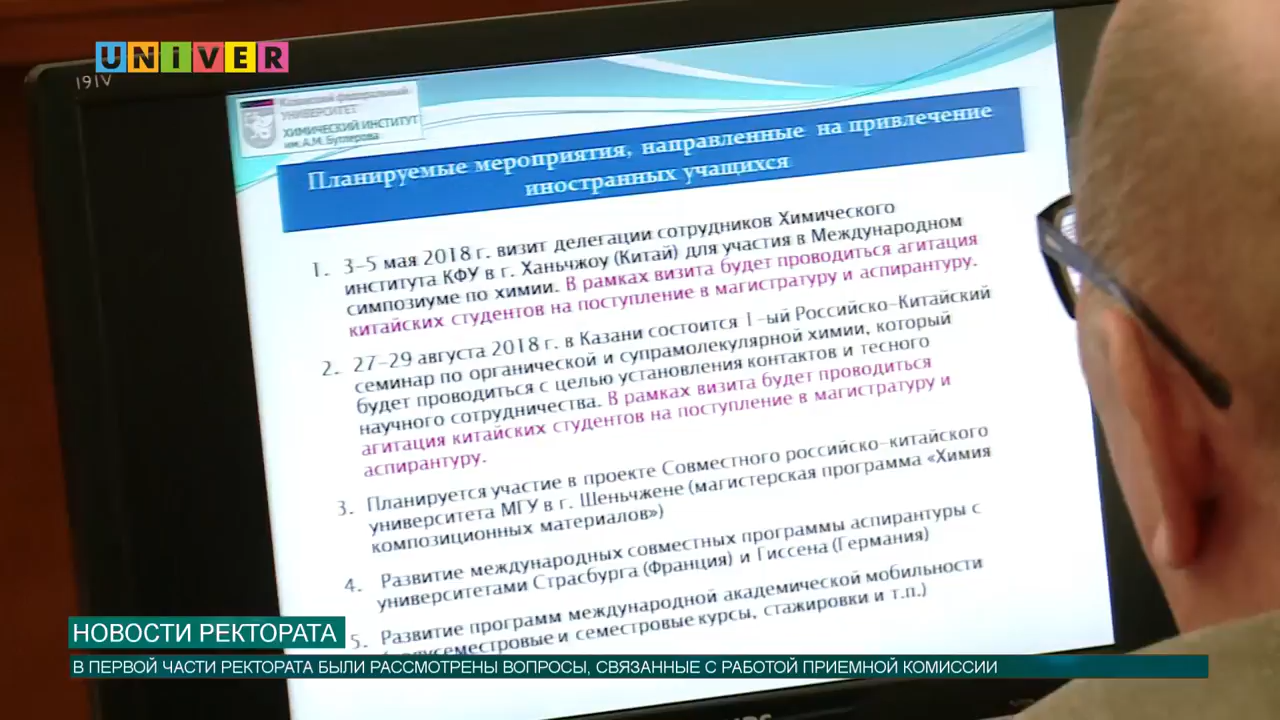 UNIVER
19IV
Казанский федеральный
УНИВЕРСИТЕТ
ХИМИЧЕСКИЙ ИНСТИТУТ
им. А.М. Бутлерова
Планируемые мероприятия, направленные на привлечение
иностранных учащихся
1. 3-5 мая 2018 г. визит делегации сотрудников Химического
института КФУ в г. Ханьчжоу (Китай) для участия в Международном
симпозиуме по химии. В рамках визита будет проводиться агитация
китайских студентов на поступление в магистратуру и аспирантуру.
2. 27-29 августа 2018 г. в Казани состоится 1-ый Российско-Китайский
семинар по органической и супрамолекулярной химии, который
будет проводиться с целью установления контактов и тесного
научного сотрудничества. В рамках визита будет проводиться
агитация китайских студентов на поступление в магистратуру и
аспирантуру.
3. Планируется участие в проекте Совместного российско-китайского
университета МГУ в г. Шеньчжене (магистерская программа «Химия
композиционных материалов»)
4. Развитие международных совместных программы аспирантуры с
университетами Страсбурга (Франция) и Гиссена (Германия)
5. Развитие программ международной академической мобильности
семестровые и семестровые курсы, стажировки и т.п.)
НОВОСТИ РЕКТОРАТА
В ПЕРВОЙ ЧАСТИ РЕКТОРАТА БЫЛИ РАССМОТРЕНЫ ВОПРОСЫ, СВЯЗАННЫЕ С РАБОТОЙ ПРИЕМНОЙ КОМИССИИ